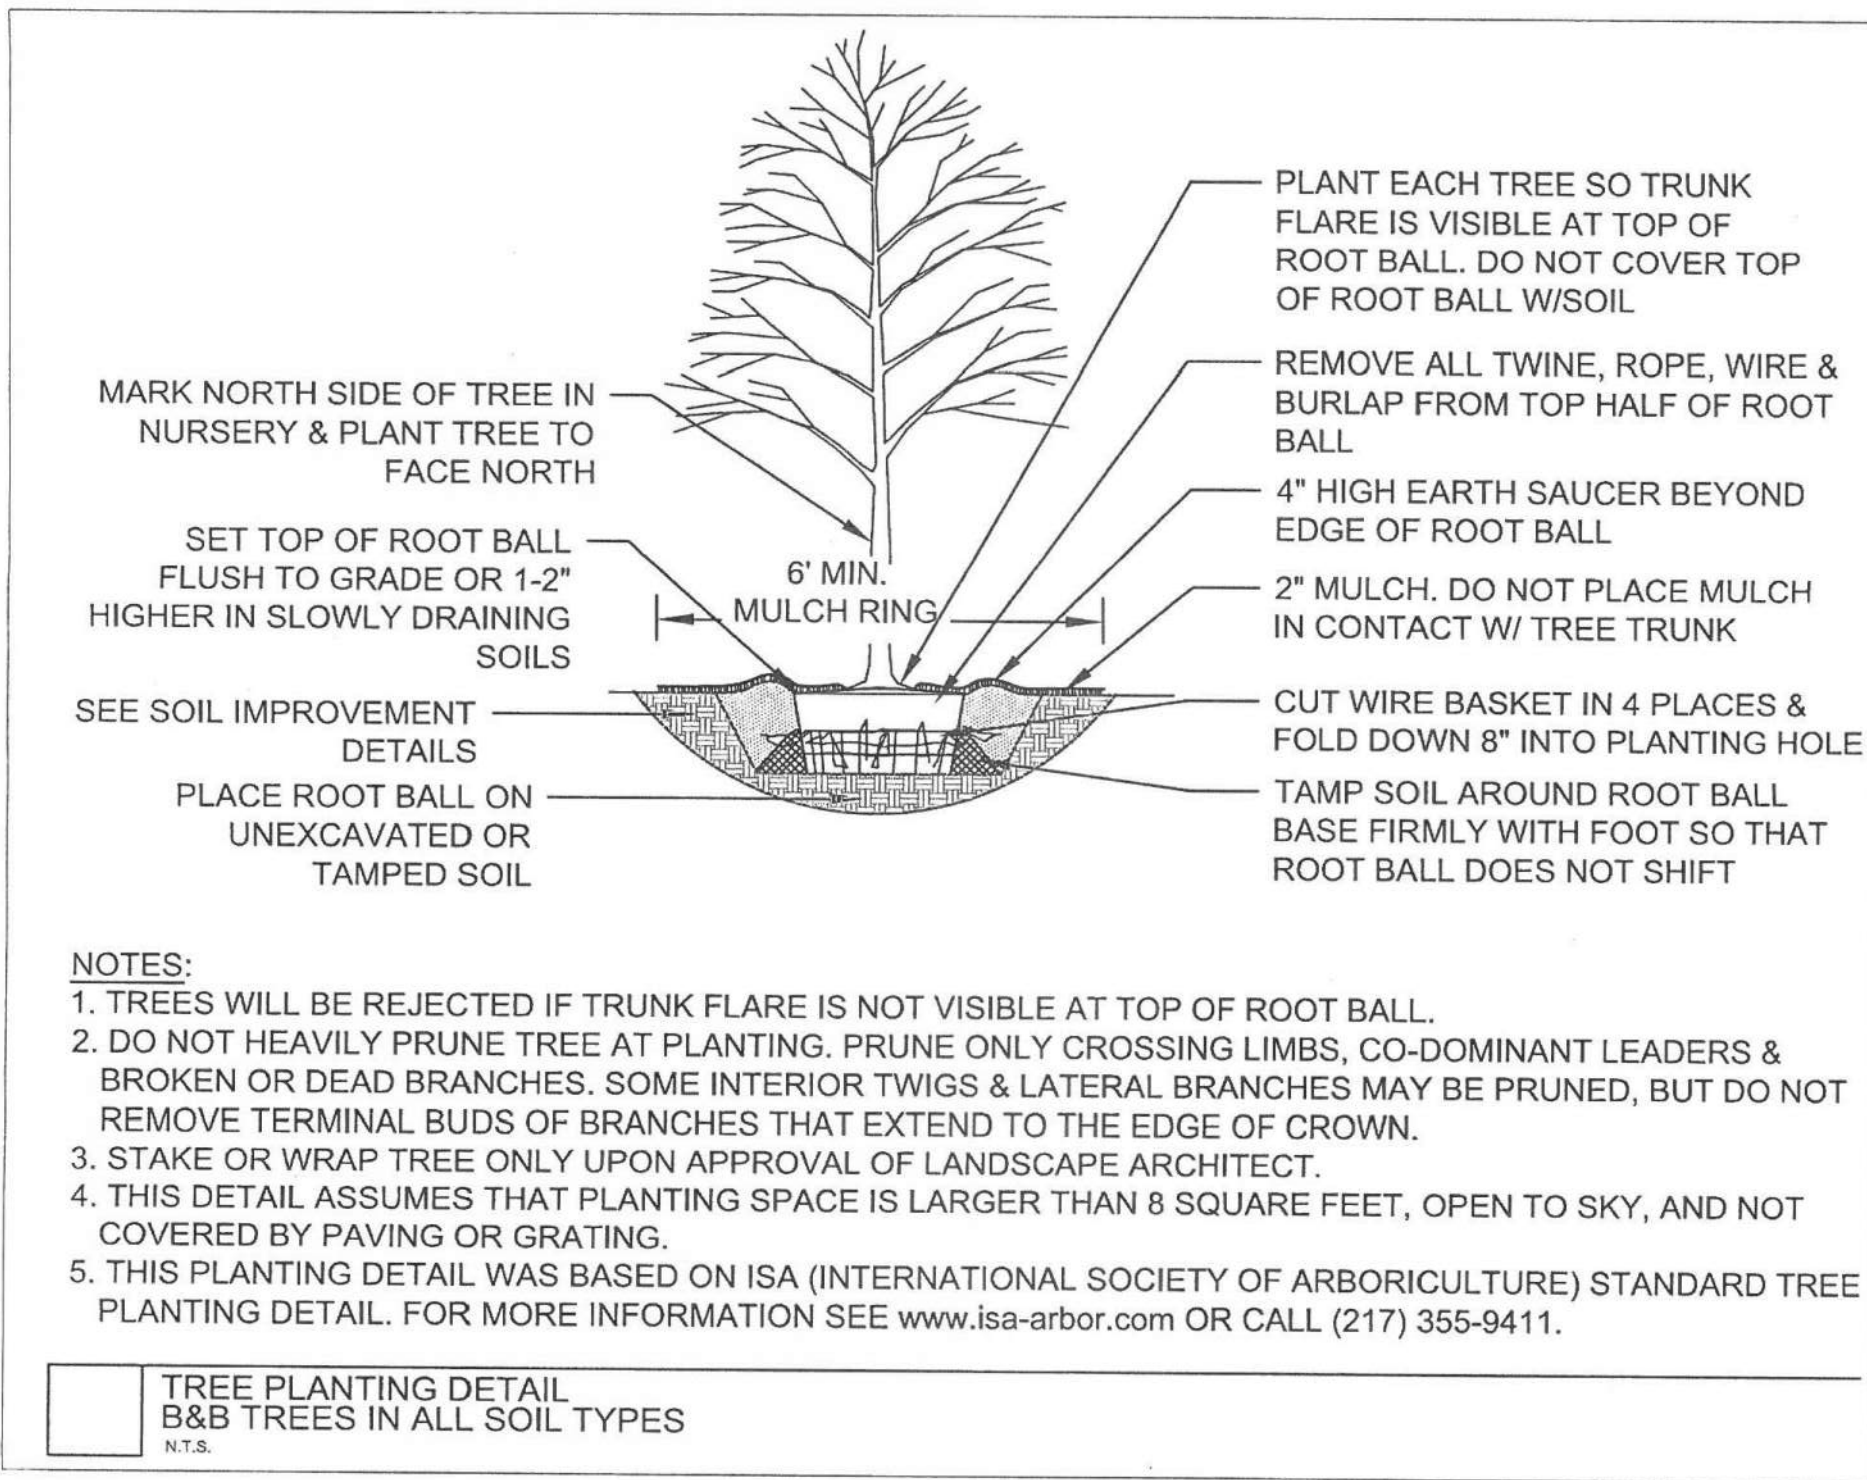 PLANT EACH TREE SO TRUNK
FLARE IS VISIBLE AT TOP OF
ROOT BALL. DO NOT COVER TOP
OF ROOT BALL W/SOIL
REMOVE ALL TWINE, ROPE, WIRE &
BURLAP FROM TOP HALF OF ROOT
BALL
MARK NORTH SIDE OF TREE IN
NURSERY & PLANT TREE TO
FACE NORTH
4" HIGH EARTH SAUCER BEYOND
EDGE OF ROOT BALL
SET TOP OF ROOT BALL
FLUSH TO GRADE OR 1-2"
HIGHER IN SLOWLY DRAINING
SOILS
6' MIN.
MULCH RING
2" MULCH. DO NOT PLACE MULCH
IN CONTACT W/ TREE TRUNK
SEE SOIL IMPROVEMENT
DETAILS
CUT WIRE BASKET IN 4 PLACES &
FOLD DOWN 8" INTO PLANTING HOLE
PLACE ROOT BALL ON
UNEXCAVATED OR
TAMPED SOIL
TAMP SOIL AROUND ROOT BALL
BASE FIRMLY WITH FOOT SO THAT
ROOT BALL DOES NOT SHIFT
NOTES:
1. TREES WILL BE REJECTED IF TRUNK FLARE IS NOT VISIBLE AT TOP OF ROOT BALL.
2. DO NOT HEAVILY PRUNE TREE AT PLANTING. PRUNE ONLY CROSSING LIMBS, CO-DOMINANT LEADERS &
BROKEN OR DEAD BRANCHES. SOME INTERIOR TWIGS & LATERAL BRANCHES MAY BE PRUNED, BUT DO NOT
REMOVE TERMINAL BUDS OF BRANCHES THAT EXTEND TO THE EDGE OF CROWN.
3. STAKE OR WRAP TREE ONLY UPON APPROVAL OF LANDSCAPE ARCHITECT.
4. THIS DETAIL ASSUMES THAT PLANTING SPACE IS LARGER THAN 8 SQUARE FEET, OPEN TO SKY, AND NOT
COVERED BY PAVING OR GRATING.
5. THIS PLANTING DETAIL WAS BASED ON ISA (INTERNATIONAL SOCIETY OF ARBORICULTURE) STANDARD TREE
PLANTING DETAIL. FOR MORE INFORMATION SEE www.isa-arbor.com OR CALL (217) 355-9411.
TREE PLANTING DETAIL
B&B TREES IN ALL SOIL TYPES
N.T.S.